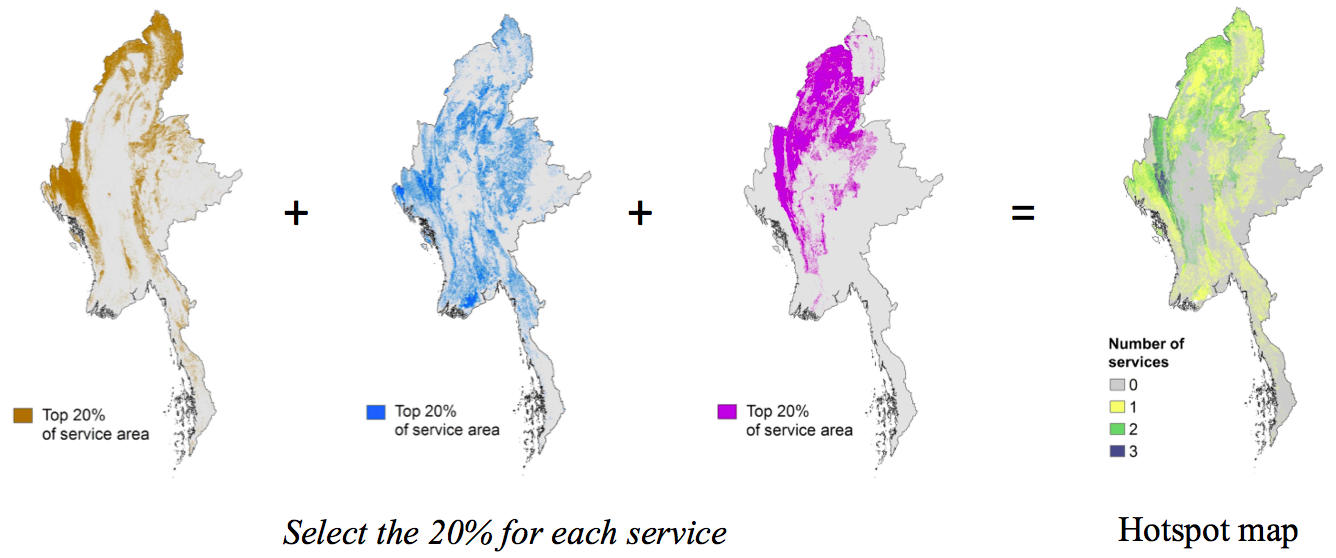 +
+
=
Number of
services
0
1
2
3
Top 20%
of service area
Top 20%
of service area
Top 20%
of service area
Select the 20% for each service
Hotspot map